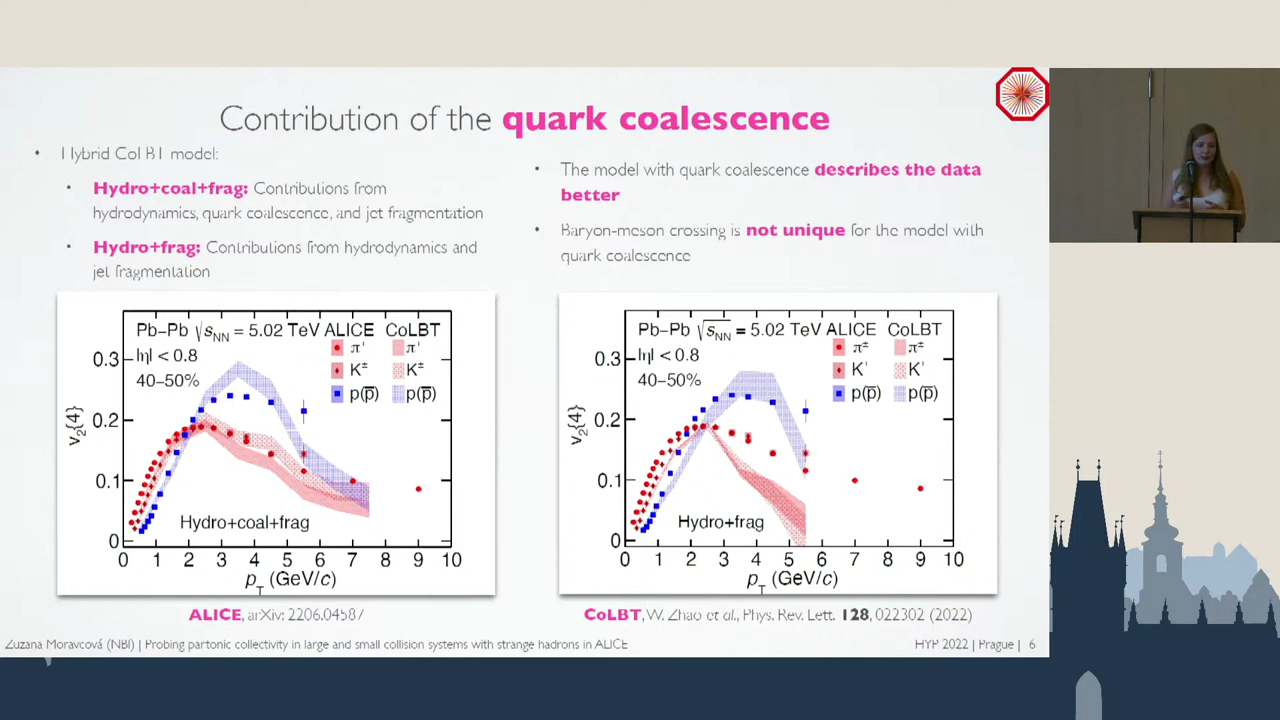 Contribution of the quark coalescence
• Hybrid CoLBT model:
• Hydro+coal+frag: Contributions from
hydrodynamics, quark coalescence, and jet fragmentation
• Hydro+frag: Contributions from hydrodynamics and
jet fragmentation
• The model with quark coalescence describes the data
better
• Baryon-meson crossing is not unique for the model with
quark coalescence
Pb–Pb √sNN = 5.02 TeV ALICE CoLBT
|η| < 0.8
40–50%
π±
K±
p(p̅)
v2{4}
0.3
0.2
0.1
0
Hydro+coal+frag
0 1 2 3 4 5 6 7 8 9 10
pT (GeV/c)
Pb–Pb √sNN = 5.02 TeV ALICE CoLBT
|η| < 0.8
40–50%
π± π±
K± K±
p(p̅) p(p̅)
v2{4}
0.3
0.2
0.1
0
Hydro+frag
0 1 2 3 4 5 6 7 8 9 10
pT (GeV/c)
ALICE, arXiv: 2206.04587
CoLBT, W. Zhao et al., Phys. Rev. Lett. 128, 022302 (2022)
Zuzana Moravcová (NBI) | Probing partonic collectivity in large and small collision systems with strange hadrons in ALICE
HYP 2022 | Prague | 6